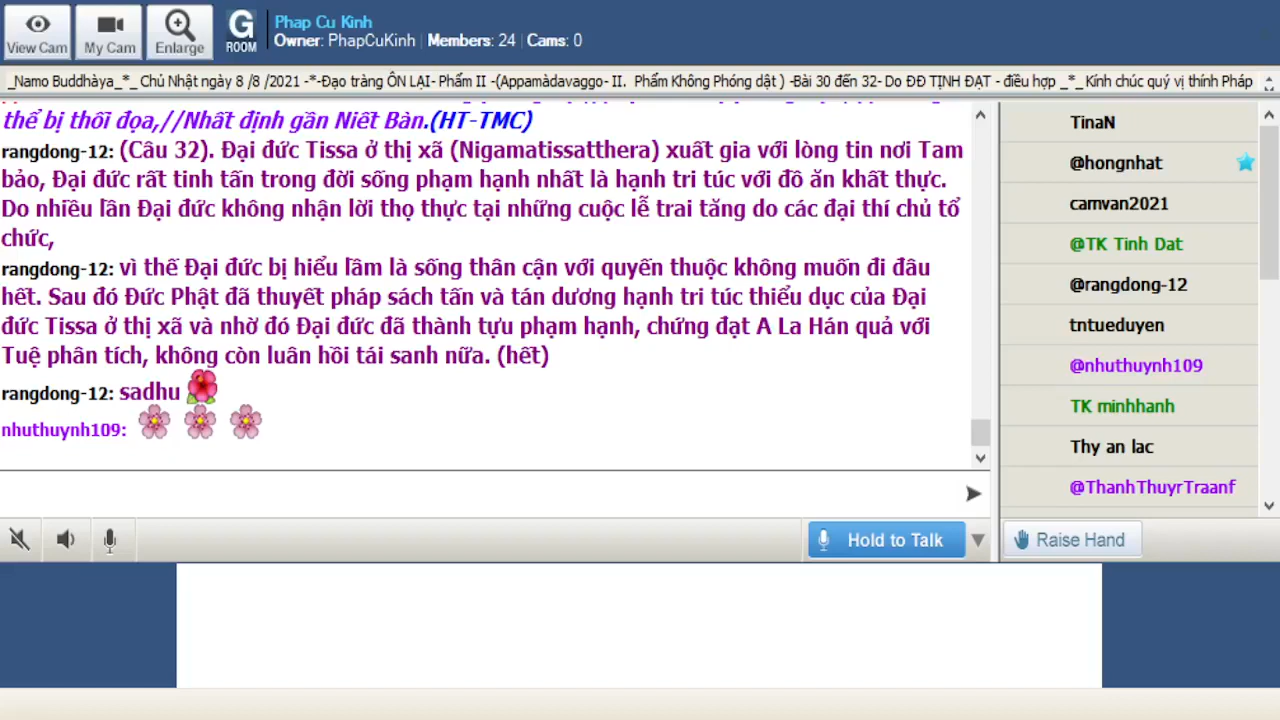 View Cam
My Cam
Enlarge
G
ROOM
Phap Cu Kinh
Owner: PhapCuKinh | Members: 24 | Cams: 0
_Namo Buddhàya_*_ Chủ Nhật ngày 8 /8 /2021 -*-Đạo tràng ÔN LẠI- Phẩm II -(Appamàdavaggo- II. Phẩm Không Phóng dật ) -Bài 30 đến 32- Do ĐĐ TỊNH ĐẠT - điều hợp _*_ Kính chúc quý vị thính Pháp
thể bị thối đọa,//Nhất định gần Niết Bàn.(HT-TMC)
rangdong-12: (Câu 32). Đại đức Tissa ở thị xã (Nigamatissatthera) xuất gia với lòng tin nơi Tam
bảo, Đại đức rất tinh tấn trong đời sống phạm hạnh nhất là hạnh tri túc với đồ ăn khất thực.
Do nhiều lần Đại đức không nhận lời thọ thực tại những cuộc lễ trai tăng do các đại thí chủ tổ
chức,
rangdong-12: vì thế Đại đức bị hiểu lầm là sống thân cận với quyến thuộc không muốn đi đâu
hết. Sau đó Đức Phật đã thuyết pháp sách tấn và tán dương hạnh tri túc thiểu dục của Đại
đức Tissa ở thị xã và nhờ đó Đại đức đã thành tựu phạm hạnh, chứng đạt A La Hán quả với
Tuệ phân tích, không còn luân hồi tái sanh nữa. (hết)
rangdong-12: sadhu
nhuthuynh109:
TinaN
@hongnhat
camvan2021
@TK Tinh Dat
@rangdong-12
tntueduyen
@nhuthuynh109
TK minhhanh
Thy an lac
@ThanhThuyrTraanf
Hold to Talk
Raise Hand